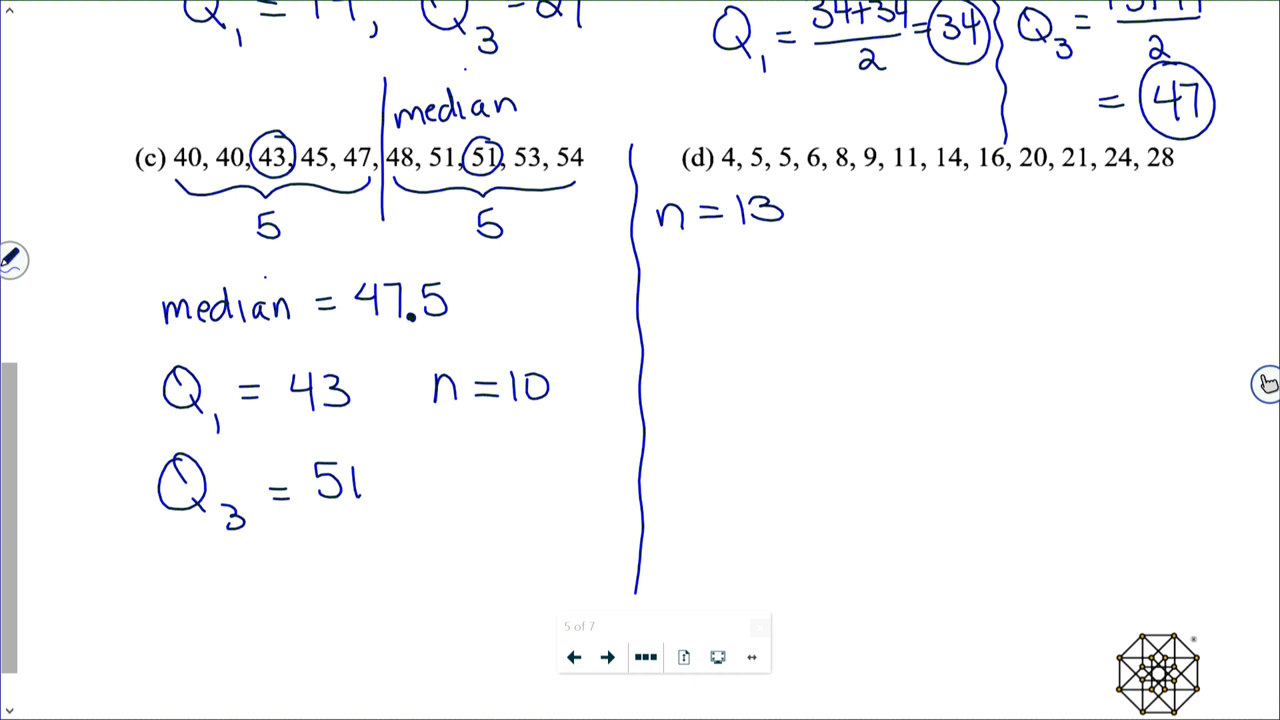 Q₁ = , Q₃
Q₁ = 34+34/2 = 34
Q₃ = /2
= 47
median
(c) 40, 40, 43, 45, 47, 48, 51, 51, 53, 54
5 5
median = 47.5
Q₁ = 43 n = 10
Q₃ = 51
(d) 4, 5, 5, 6, 8, 9, 11, 14, 16, 20, 21, 24, 28
n = 13
5 of 7